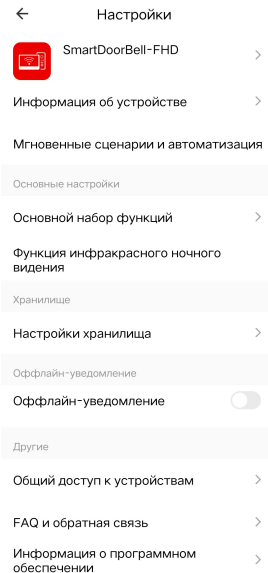 Настройки
SmartDoorBell-FHD
Информация об устройстве
Мгновенные сценарии и автоматизация
Основные настройки
Основной набор функций
Функция инфракрасного ночного
видения
Хранилище
Настройки хранилища
Оффлайн-уведомление
Оффлайн-уведомление
Другие
Общий доступ к устройствам
FAQ и обратная связь
Информация о программном
обеспечении